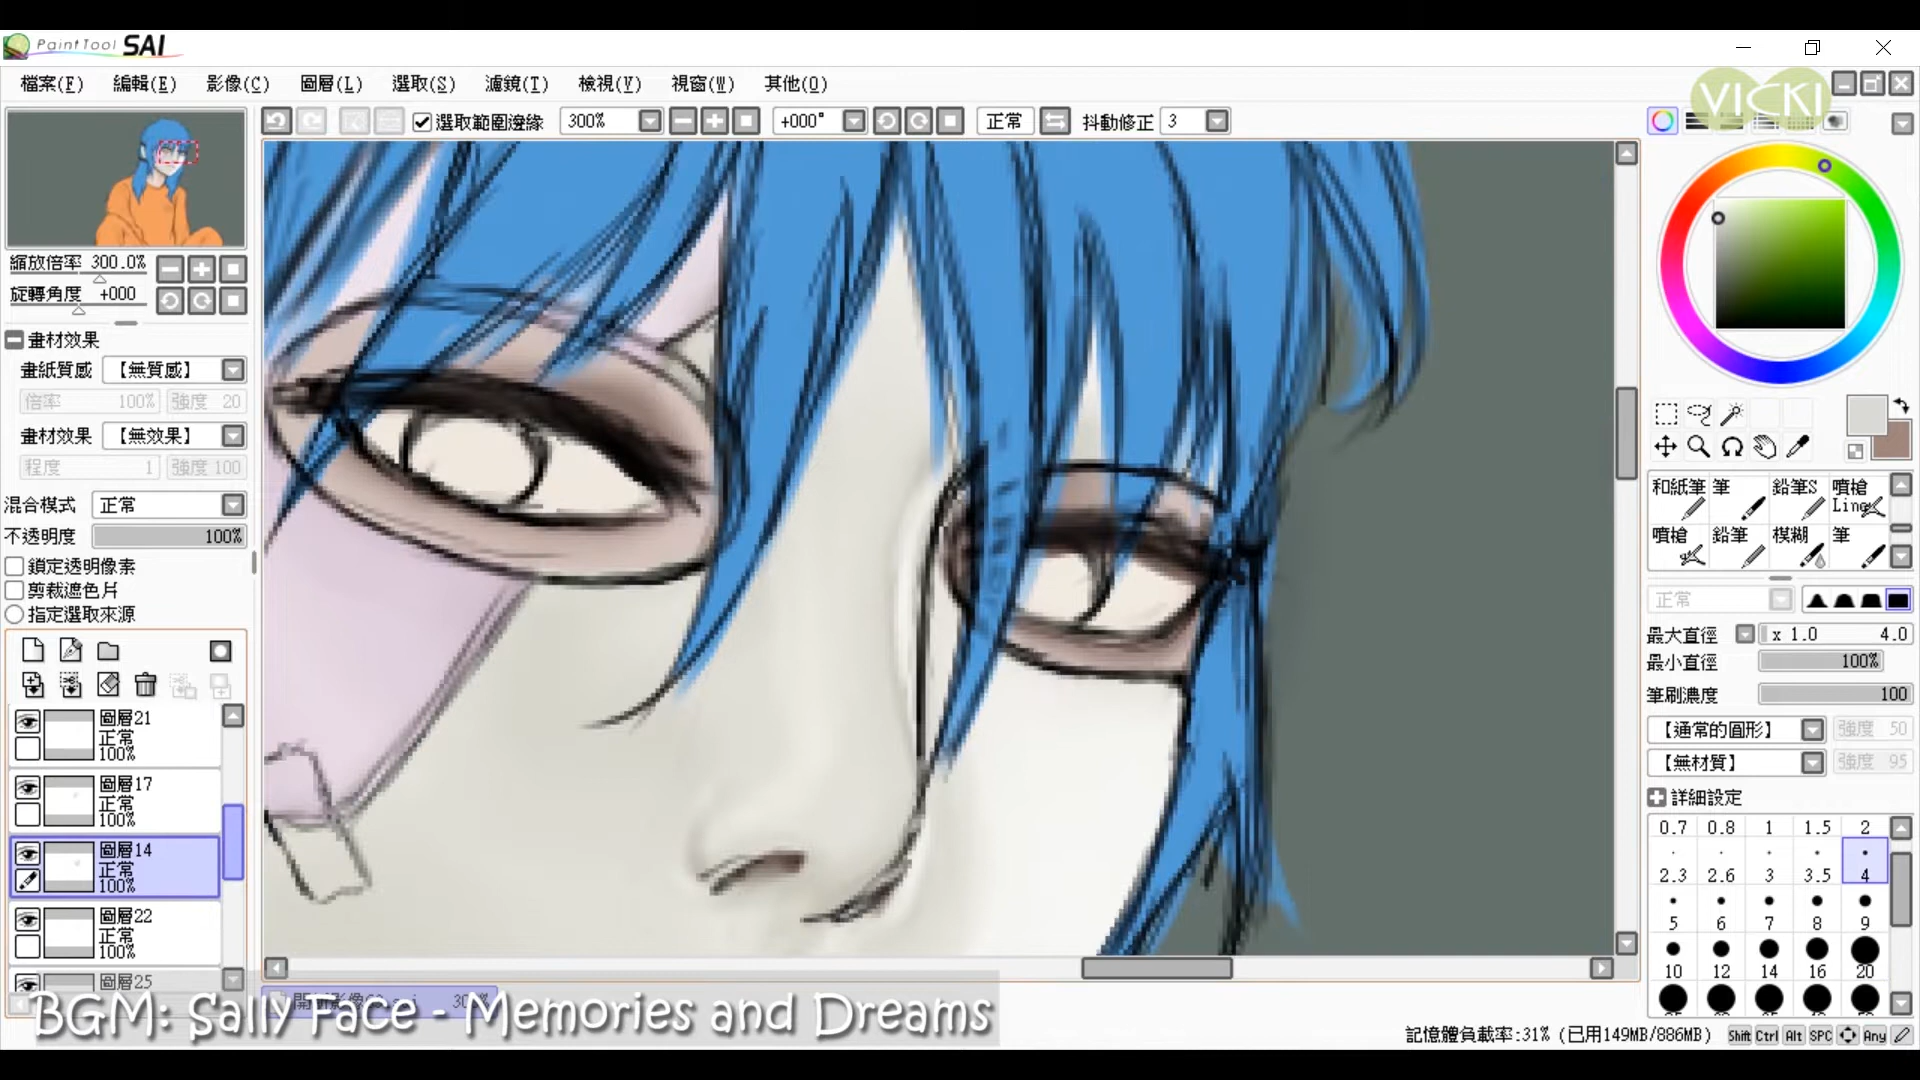 PaintTool SAI
VICKI
檔案(F) 編輯(E) 影像(C) 圖層(L) 選取(S) 濾鏡(T) 檢視(V) 視窗(W) 其他(O)
選取範圍邊緣 300% +000° 正常 抖動修正 3
縮放倍率 300.0%
旋轉角度 +000
畫材效果
畫紙質感 【無質感】
倍率 100% 強度 20
畫材效果 【無效果】
程度 1 強度 100
混合模式 正常
不透明度 100%
鎖定透明像素
剪裁遮色片
指定選取來源
圖層21
正常
100%
圖層17
正常
100%
圖層14
正常
100%
圖層22
正常
100%
圖層25
BGM: Sally Face - Memories and Dreams
和紙筆 筆 鉛筆S 噴槍
Line
噴槍 鉛筆 模糊 筆
正常
最大直徑 x 1.0 4.0
最小直徑 100%
筆刷濃度 100
【通常的圓形】 強度 50
【無材質】 強度 95
詳細設定
0.7 0.8 1 1.5 2
2.3 2.6 3 3.5 4
5 6 7 8 9
10 12 14 16 20
記憶體負載率:31% (已用149MB/886MB) Shift Ctrl Alt SPC Any